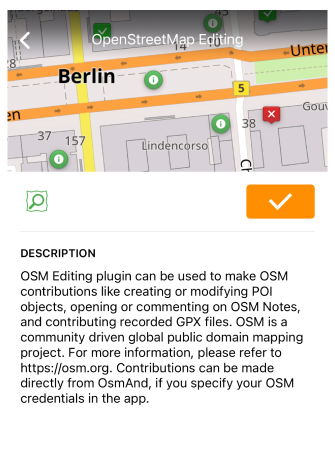 OpenStreetMap Editing
14
10
Unter
8
Berlin
5
en
Gouv
38
37
157
Lindencorso
Ch
DESCRIPTION
OSM Editing plugin can be used to make OSM
contributions like creating or modifying POI
objects, opening or commenting on OSM Notes,
and contributing recorded GPX files. OSM is a
community driven global public domain mapping
project. For more information, please refer to
https://osm.org. Contributions can be made
directly from OsmAnd, if you specify your OSM
credentials in the app.